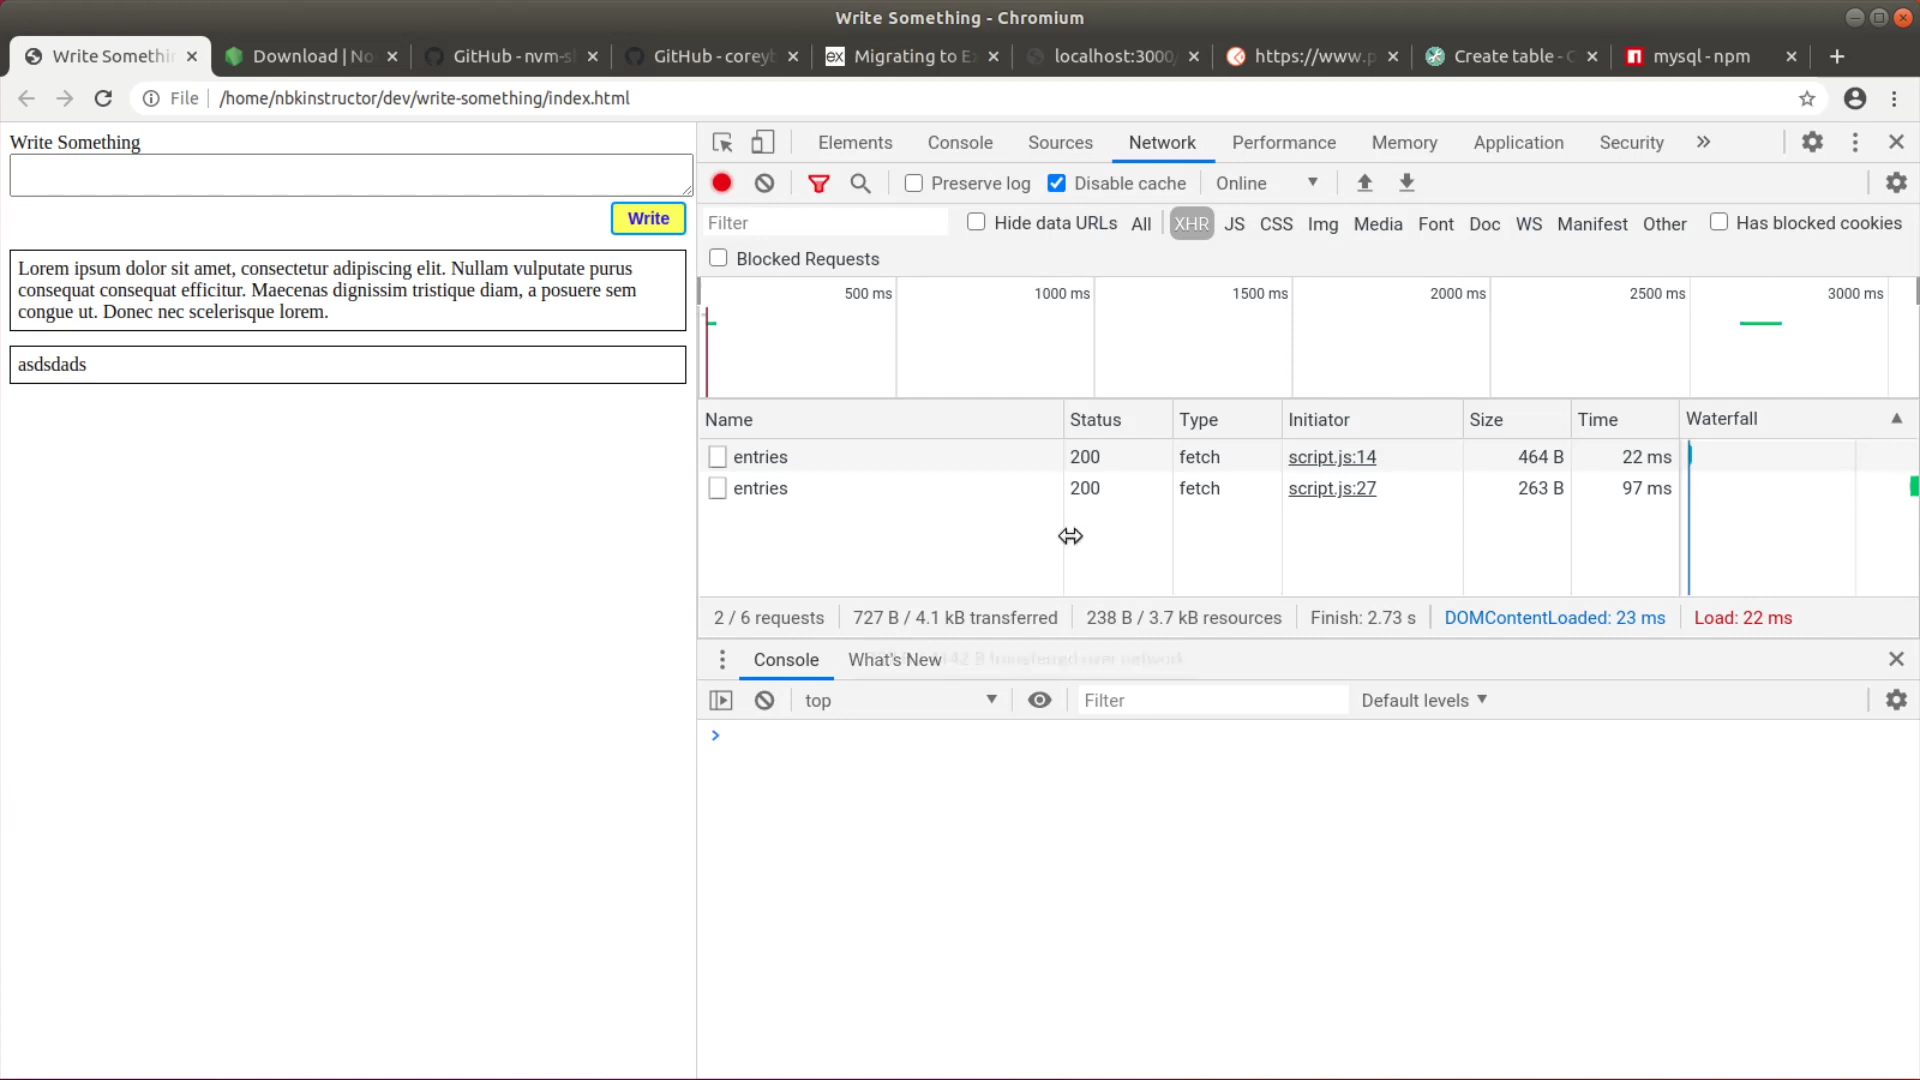 Write Something - Chromium
Write Somethin
Download | No
GitHub - nvm-s
GitHub - coreyb
ex Migrating to Ex
localhost:3000/
https://www.p
Create table - C
n mysql - npm
File /home/nbkinstructor/dev/write-something/index.html
Write Something
Write
Lorem ipsum dolor sit amet, consectetur adipiscing elit. Nullam vulputate purus
consequat consequat efficitur. Maecenas dignissim tristique diam, a posuere sem
congue ut. Donec nec scelerisque lorem.
asdsdads
Elements Console Sources Network Performance Memory Application Security
Preserve log Disable cache Online
Filter Hide data URLs All XHR JS CSS Img Media Font Doc WS Manifest Other Has blocked cookies
Blocked Requests
500 ms 1000 ms 1500 ms 2000 ms 2500 ms 3000 ms
Name Status Type Initiator Size Time Waterfall
entries 200 fetch script.js:14 464 B 22 ms
entries 200 fetch script.js:27 263 B 97 ms
2 / 6 requests 727 B / 4.1 kB transferred 238 B / 3.7 kB resources Finish: 2.73 s DOMContentLoaded: 23 ms Load: 22 ms
Console What's New
top Filter Default levels